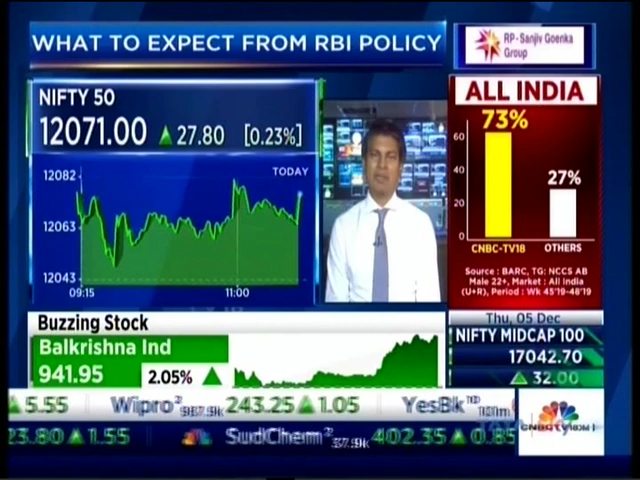 WHAT TO EXPECT FROM RBI POLICY
RP-Sanjiv Goenka
Group
NIFTY 50
12071.00 ▲ 27.80 [0.23%]
TODAY
12082
12063
12043
09:15 11:00
ALL INDIA
73%
27%
60
40
20
0
CNBC-TV18 OTHERS
Source : BARC, TG: NCCS AB
Male 22+, Market : All India
(U+R), Period : Wk 45'19-48'19
Buzzing Stock
Balkrishna Ind
941.95 2.05% ▲
Thu, 05 Dec
NIFTY MIDCAP 100
17042.70
▲ 32.00
▲ 5.55 Wipro 243.25 ▲ 1.05 YesBk
23.80 ▲ 1.55 SudChem 402.35 ▲ 0.85